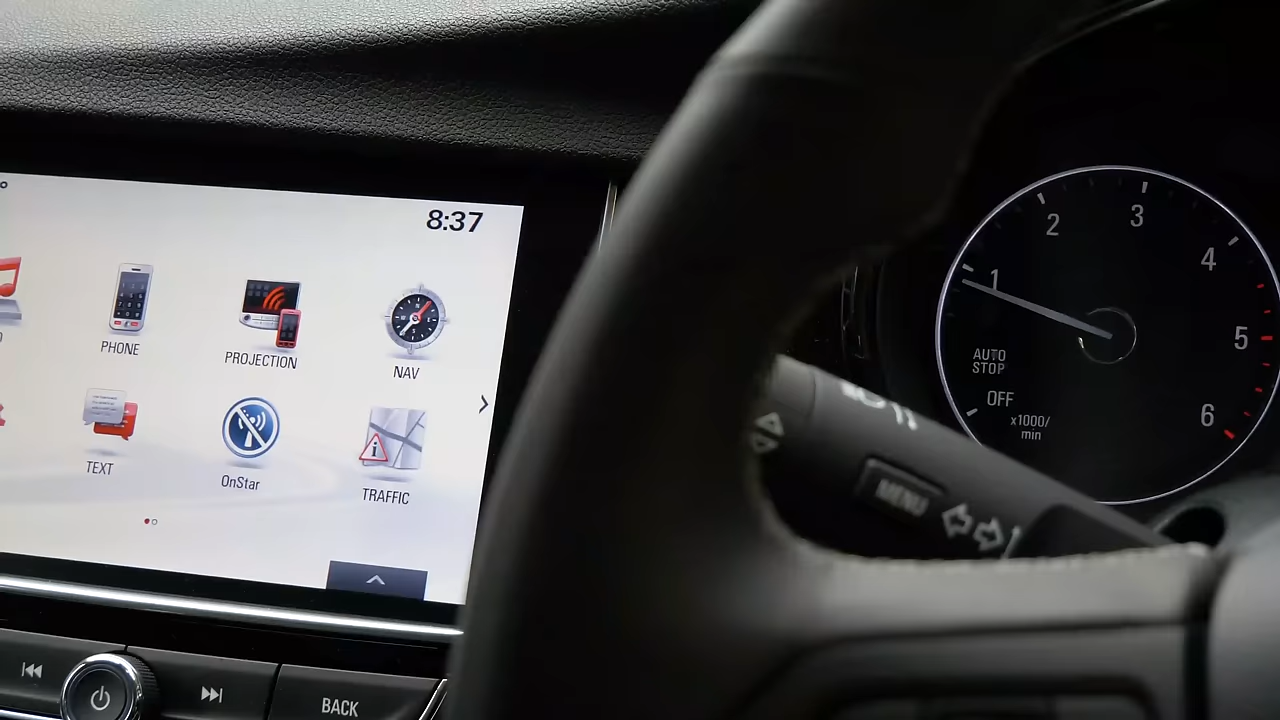 8:37
PHONE
PROJECTION
NAV
TEXT
OnStar
TRAFFIC
BACK
MENU
1
2
3
4
5
6
AUTO
STOP
OFF
x1000/
min